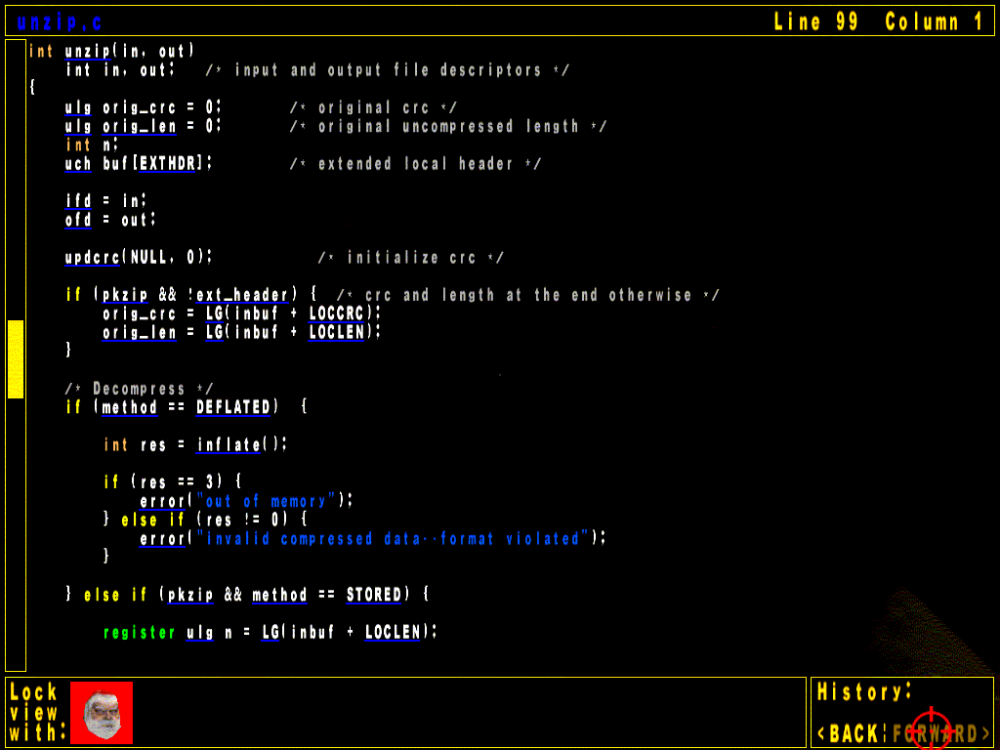 unzip.c
Line 99 Column 1
int unzip(in, out)
int in, out; /* input and output file descriptors */
{
ulg orig_crc = 0; /* original crc */
ulg orig_len = 0; /* original uncompressed length */
int n;
uch buf[EXTHDR]; /* extended local header */
ifd = in;
ofd = out;
updcrc(NULL, 0); /* initialize crc */
if (pkzip && !ext_header) { /* crc and length at the end otherwise */
orig_crc = LG(inbuf + LOCCRC);
orig_len = LG(inbuf + LOCLEN);
}
/* Decompress */
if (method == DEFLATED) {
int res = inflate();
if (res == 3) {
error("out of memory");
} else if (res != 0) {
error("invalid compressed data--format violated");
}
} else if (pkzip && method == STORED) {
register ulg n = LG(inbuf + LOCLEN);
Lock
view
with:
History:
<BACK¦FORWARD>